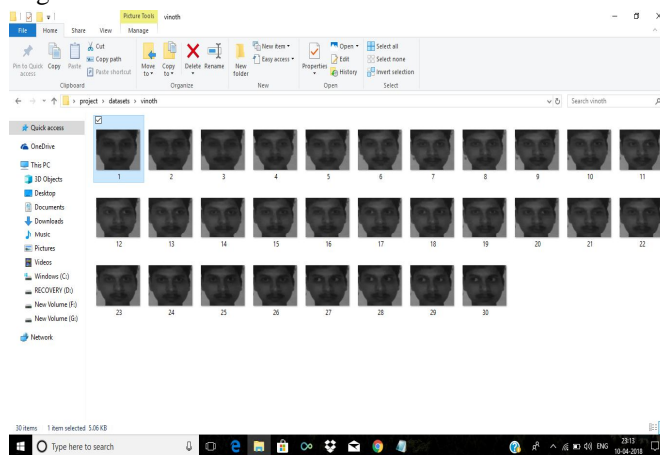 Picture Tools vinoth
File Home Share View Manage
Pin to Quick access
Copy
Paste
Cut
Copy path
Paste shortcut
Clipboard
Move to
Copy to
Delete
Rename
Organize
New folder
New item
Easy access
New
Properties
Open
Edit
History
Open
Select all
Select none
Invert selection
Select
project > datasets > vinoth
Search vinoth
Quick access
OneDrive
This PC
3D Objects
Desktop
Documents
Downloads
Music
Pictures
Videos
Windows (C:)
RECOVERY (D:)
New Volume (F:)
New Volume (G:)
Network
1 2 3 4 5 6 7 8 9 10 11
12 13 14 15 16 17 18 19 20 21 22
23 24 25 26 27 28 29 30
30 items 1 item selected 5.06 KB
Type here to search
ENG
23:13
10-04-2018